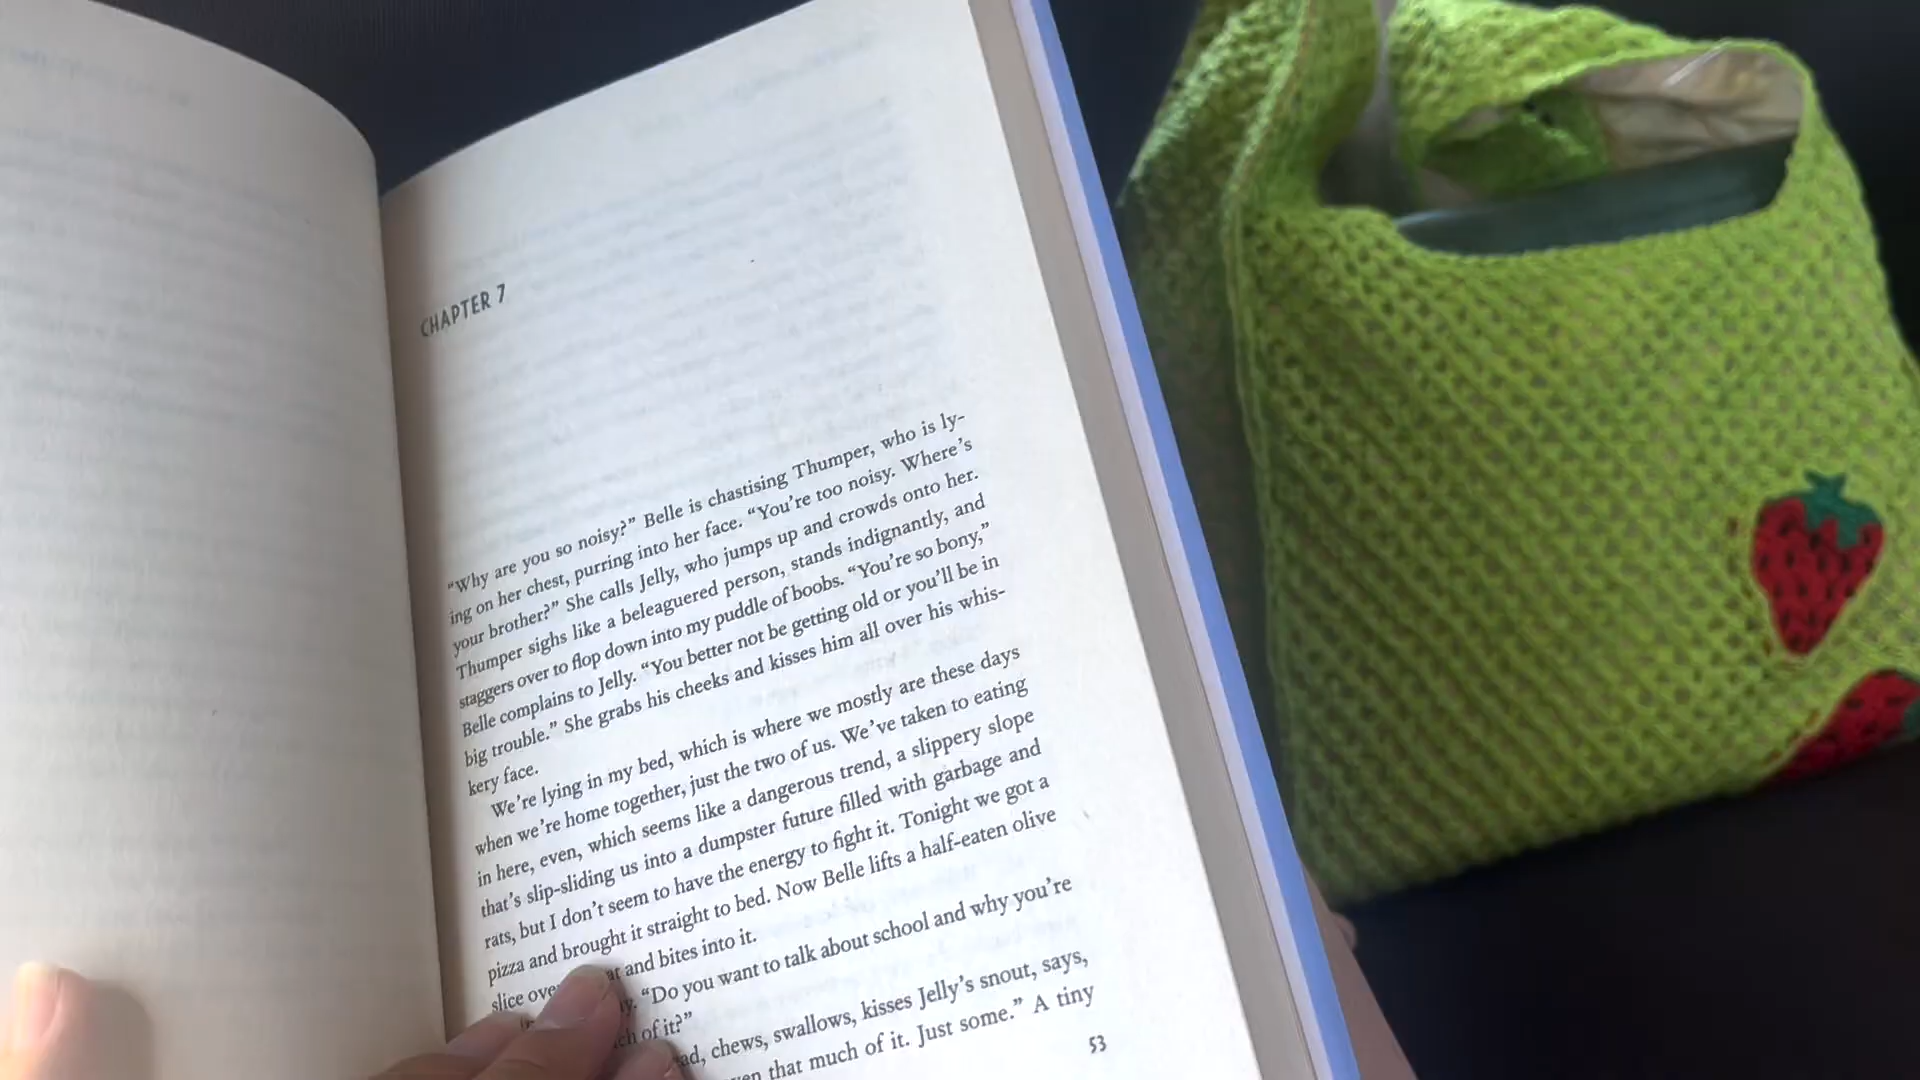 CHAPTER 7
“Why are you so noisy?” Belle is chastising Thumper, who is ly-
ing on her chest, purring into her face. “You’re too noisy. Where’s
your brother?” She calls Jelly, who jumps up and crowds onto her.
Thumper sighs like a beleaguered person, stands indignantly, and
staggers over to flop down into my puddle of boobs. “You’re so bony,”
Belle complains to Jelly. “You better not be getting old or you’ll be in
big trouble.” She grabs his cheeks and kisses him all over his whis-
kery face.
We’re lying in my bed, which is where we mostly are these days
when we’re home together, just the two of us. We’ve taken to eating
in here, even, which seems like a dangerous trend, a slippery slope
that’s slip-sliding us into a dumpster future filled with garbage and
rats, but I don’t seem to have the energy to fight it. Tonight we got a
pizza and brought it straight to bed. Now Belle lifts a half-eaten olive
slice and bites into it.
“Do you want to talk about school and why you’re
of it?”
chews, swallows, kisses Jelly’s snout, says,
that much of it. Just some.” A tiny
53